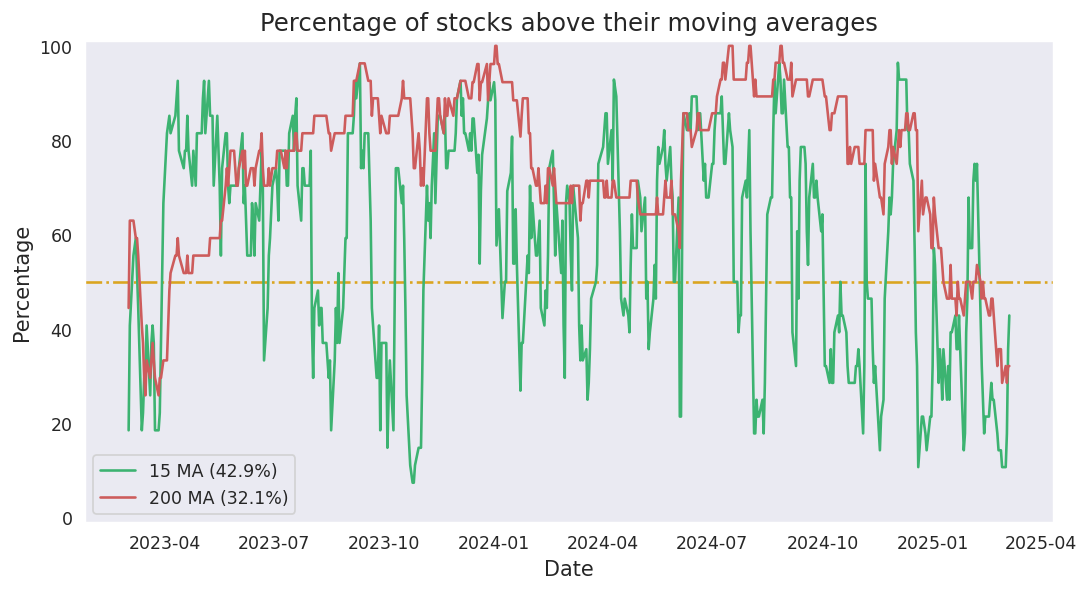 Percentage of stocks above their moving averages
100
80
60
40
20
0
Percentage
15 MA (42.9%)
200 MA (32.1%)
2023-04 2023-07 2023-10 2024-01 2024-04 2024-07 2024-10 2025-01 2025-04
Date